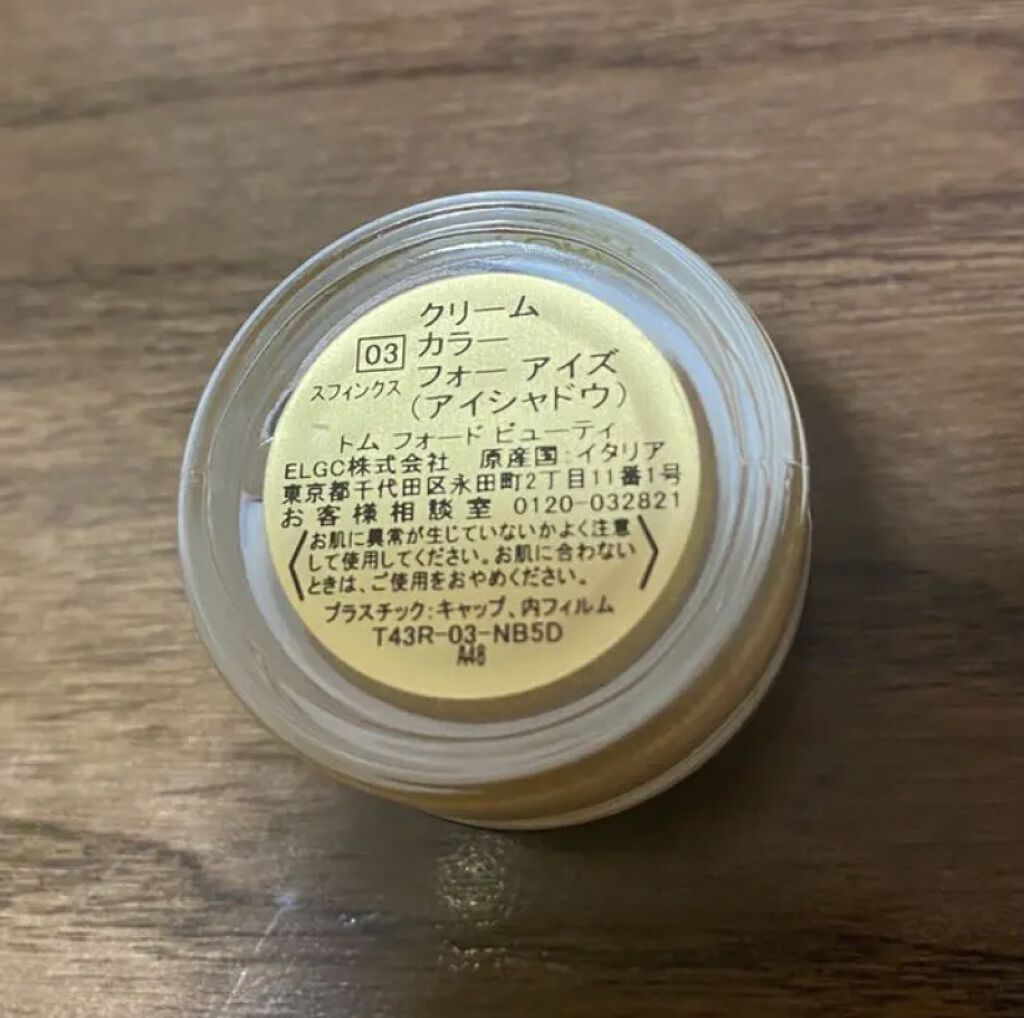 クリーム
03 カラー
スフィンクス フォー アイズ
(アイシャドウ)
トム フォード ビューティ
ELGC株式会社 原産国:イタリア
東京都千代田区永田町2丁目11番1号
お客様相談室 0120-032821
お肌に異常が生じていないかよく注意
して使用してください。お肌に合わない
ときは、ご使用をおやめください。
プラスチック:キャップ、内フィルム
T43R-03-NB5D
A48